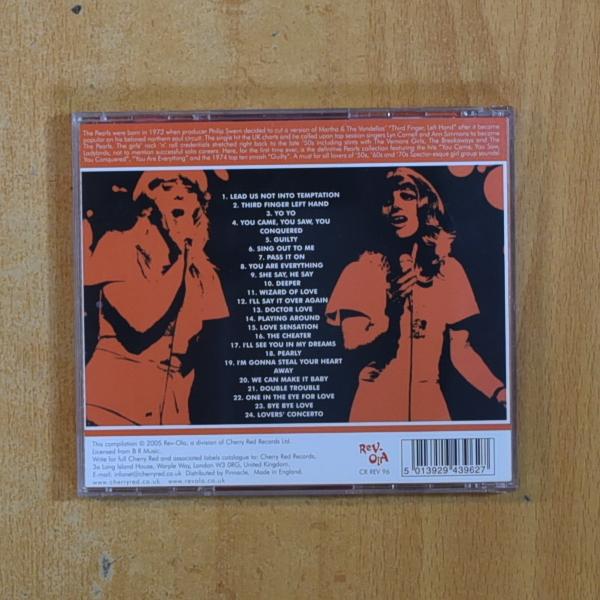 The Pearls were born in 1972 when producer Philip Swern decided to cut a version of Martha & The Vandellas' "Third Finger, Left Hand" after it became
popular on his beloved northern soul circuit. The single hit the UK charts and he called upon top session singers Lyn Cornell and Ann Simmons to become
The Pearls. The girls' rock 'n' roll credentials stretched right back to the late '50s including stints with The Vernons Girls, The Breakaways and The
Ladybirds, not to mention successful solo careers. Here, for the first time ever, is the definitive Pearls collection featuring the hits "You Came, You Saw,
You Conquered", "You Are Everything" and the 1974 top ten smash "Guilty". A must for all lovers of '50s, '60s and '70s Spector-esque girl group sounds!
1. LEAD US NOT INTO TEMPTATION
2. THIRD FINGER LEFT HAND
3. YO YO
4. YOU CAME, YOU SAW, YOU
CONQUERED
5. GUILTY
6. SING OUT TO ME
7. PASS IT ON
8. YOU ARE EVERYTHING
9. SHE SAY, HE SAY
10. DEEPER
11. WIZARD OF LOVE
12. I'LL SAY IT OVER AGAIN
13. DOCTOR LOVE
14. PLAYING AROUND
15. LOVE SENSATION
16. THE CHEATER
17. I'LL SEE YOU IN MY DREAMS
18. PEARLY
19. I'M GONNA STEAL YOUR HEART
AWAY
20. WE CAN MAKE IT BABY
21. DOUBLE TROUBLE
22. ONE IN THE EYE FOR LOVE
23. BYE BYE LOVE
24. LOVERS' CONCERTO
This compilation © 2005 Rev-Ola, a division of Cherry Red Records Ltd.
Licensed from B R Music.
Write for full Cherry Red and associated labels catalogue to: Cherry Red Records,
3a Long Island House, Warple Way, London W3 0RG, United Kingdom.
E-mail: infonet@cherryred.co.uk Distributed by Pinnacle, Made in England.
www.cherryred.co.uk www.revola.co.uk
REV-OLA
CR REV 96
5 013929 439627